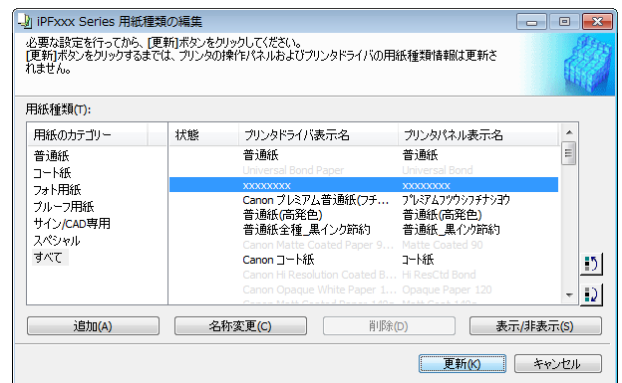 iPFxxx Series 用紙種類の編集
必要な設定を行ってから、[更新]ボタンをクリックしてください。
[更新]ボタンをクリックするまでは、プリンタの操作パネルおよびプリンタドライバの用紙種類情報は更新さ
れません。
用紙種類(T):
用紙のカテゴリー 状態 プリンタドライバ表示名 プリンタパネル表示名
普通紙
コート紙
フォト用紙
プルーフ用紙
サイン/CAD専用
スペシャル
すべて
普通紙 普通紙
Universal Bond Paper Universal Bond
xxxxxxxx xxxxxxxx
Canon プレミアム普通紙(フチ... プレミアムフツウシフチナシヨウ
普通紙(高発色) 普通紙(高発色)
普通紙全種_黒インク節約 普通紙_黒インク節約
Canon Matte Coated Paper 9... Matte Coated 90
Canon コート紙 コート紙
Canon Hi Resolution Coated B... Hi ResCtd Bond
Canon Opaque White Paper 1... Opaque Paper 120
追加(A) 名称変更(C) 削除(D) 表示/非表示(S)
更新(K) キャンセル